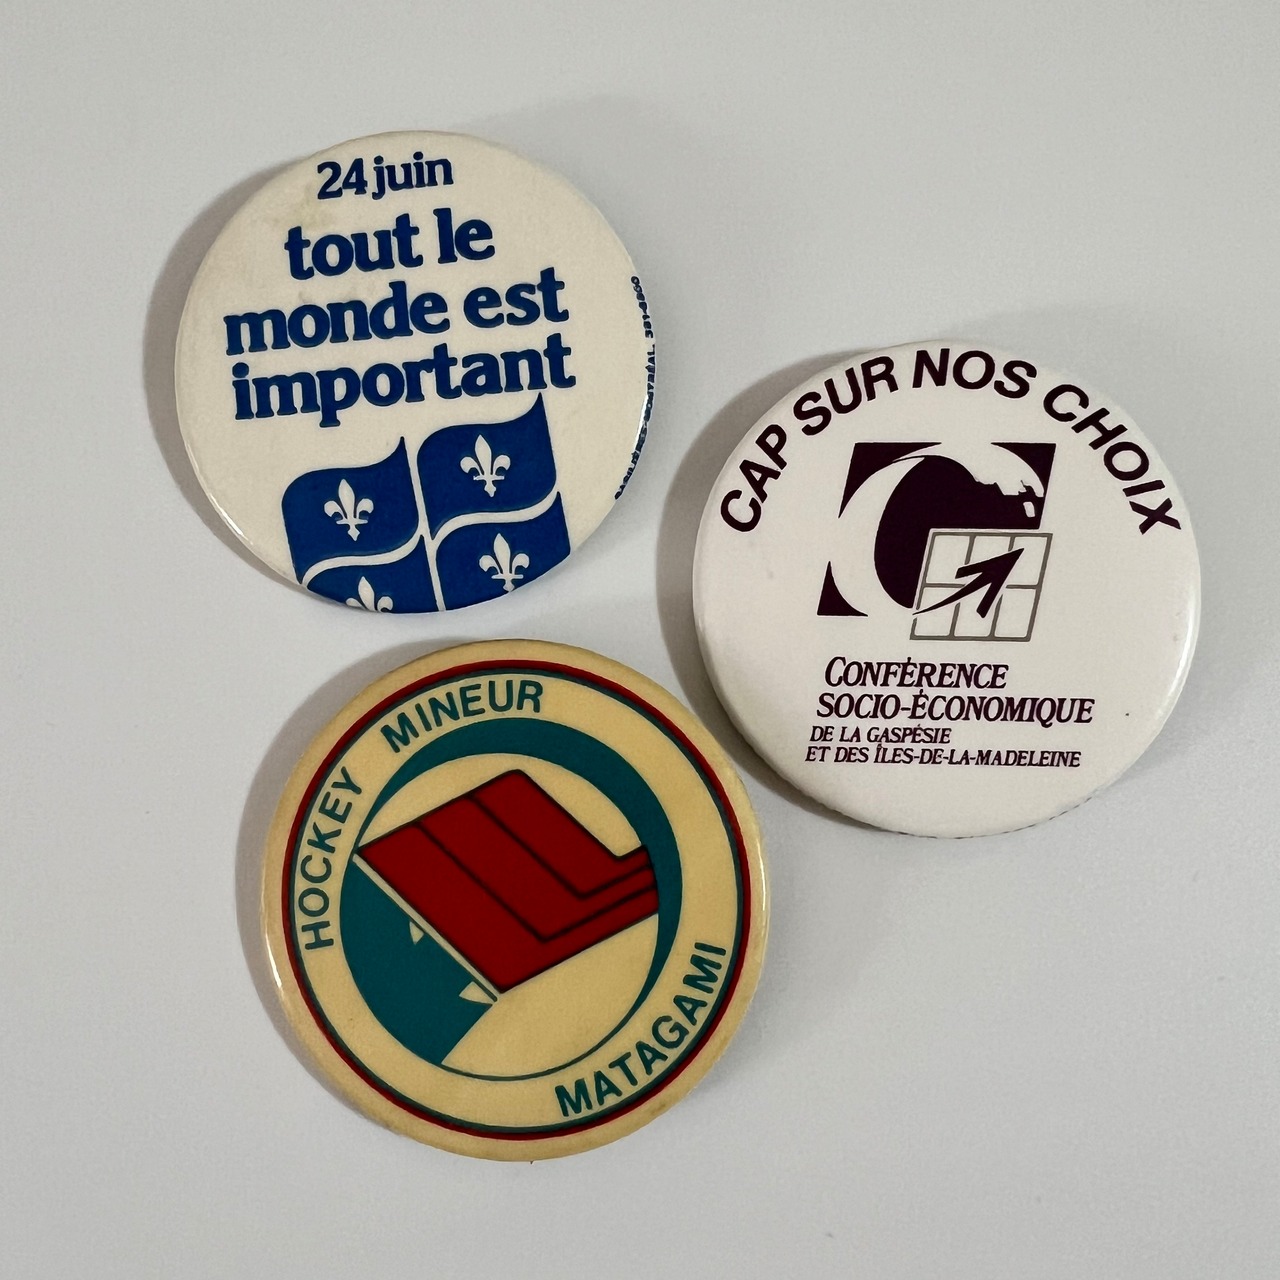 24 juin
tout le
monde est
important
CAP SUR NOS CHOIX
CONFÉRENCE
SOCIO-ÉCONOMIQUE
DE LA GASPÉSIE
ET DES ÎLES-DE-LA-MADELEINE
HOCKEY MINEUR
MATAGAMI